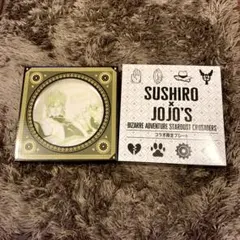 SUSHIRO
×
JOJO'S
BIZARRE ADVENTURE STARDUST CRUSADERS
コラボ限定プレート